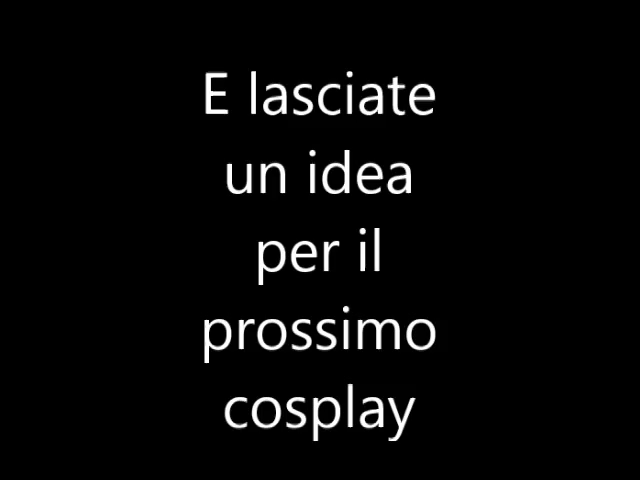 E lasciate
un idea
per il
prossimo
cosplay